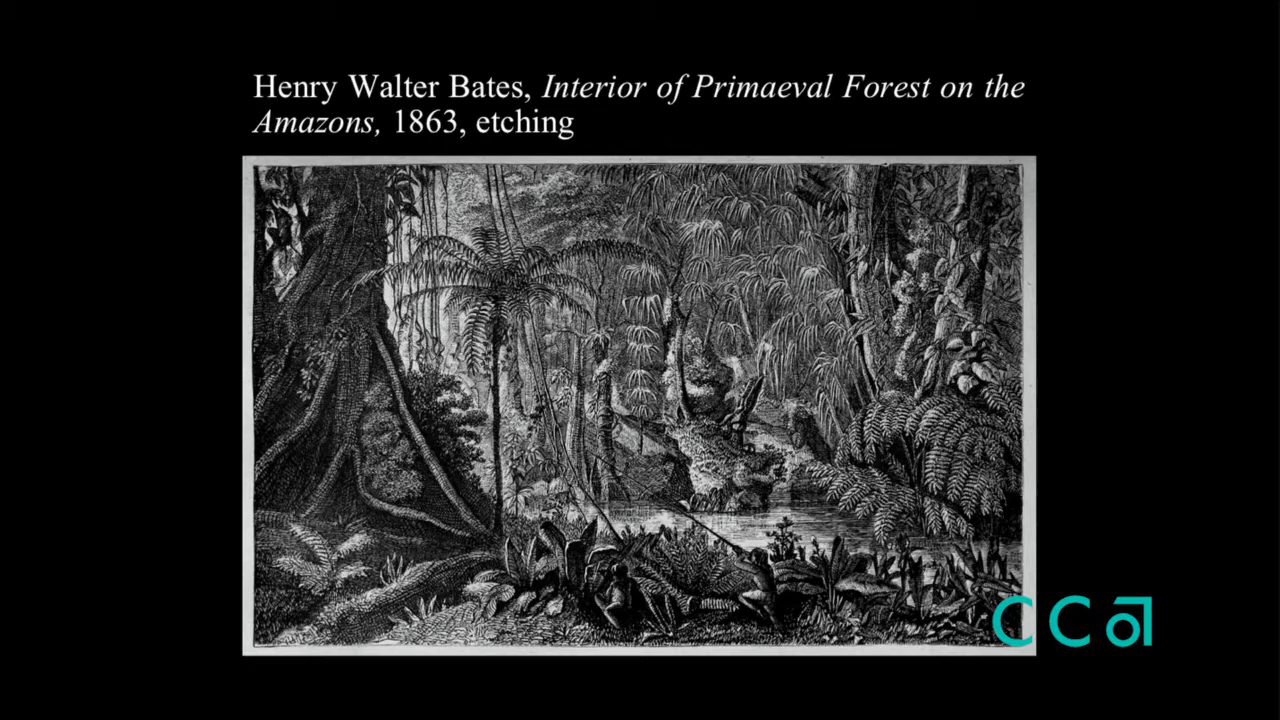 Henry Walter Bates, Interior of Primaeval Forest on the
Amazons, 1863, etching
CCa